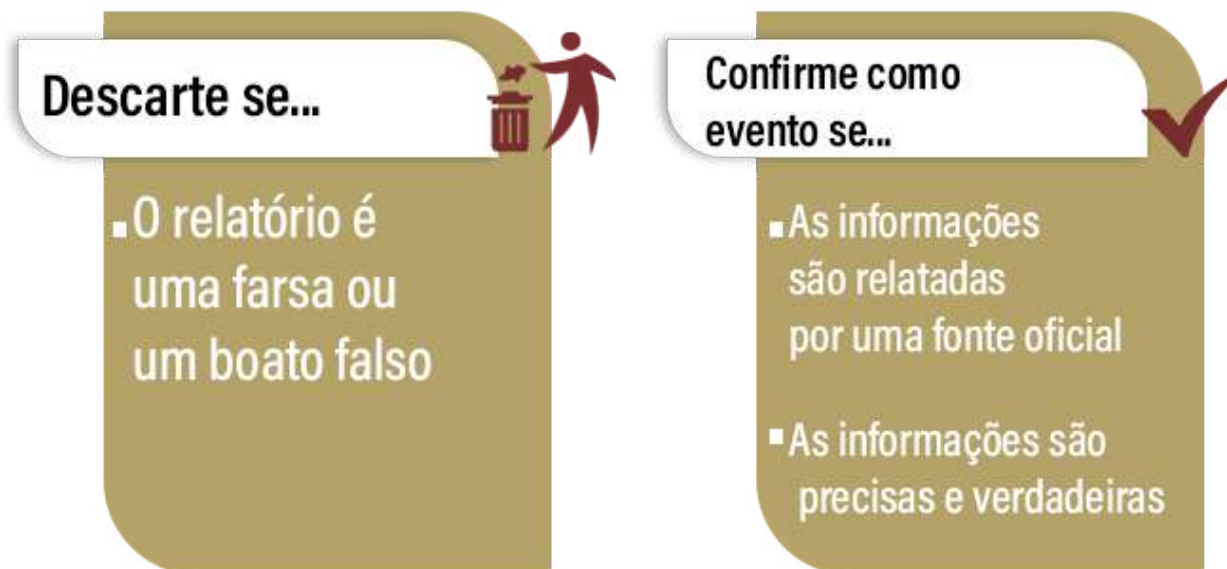 Descarte se...
O relatório é
uma farsa ou
um boato falso
Confirme como
evento se...
As informações
são relatadas
por uma fonte oficial
As informações são
precisas e verdadeiras